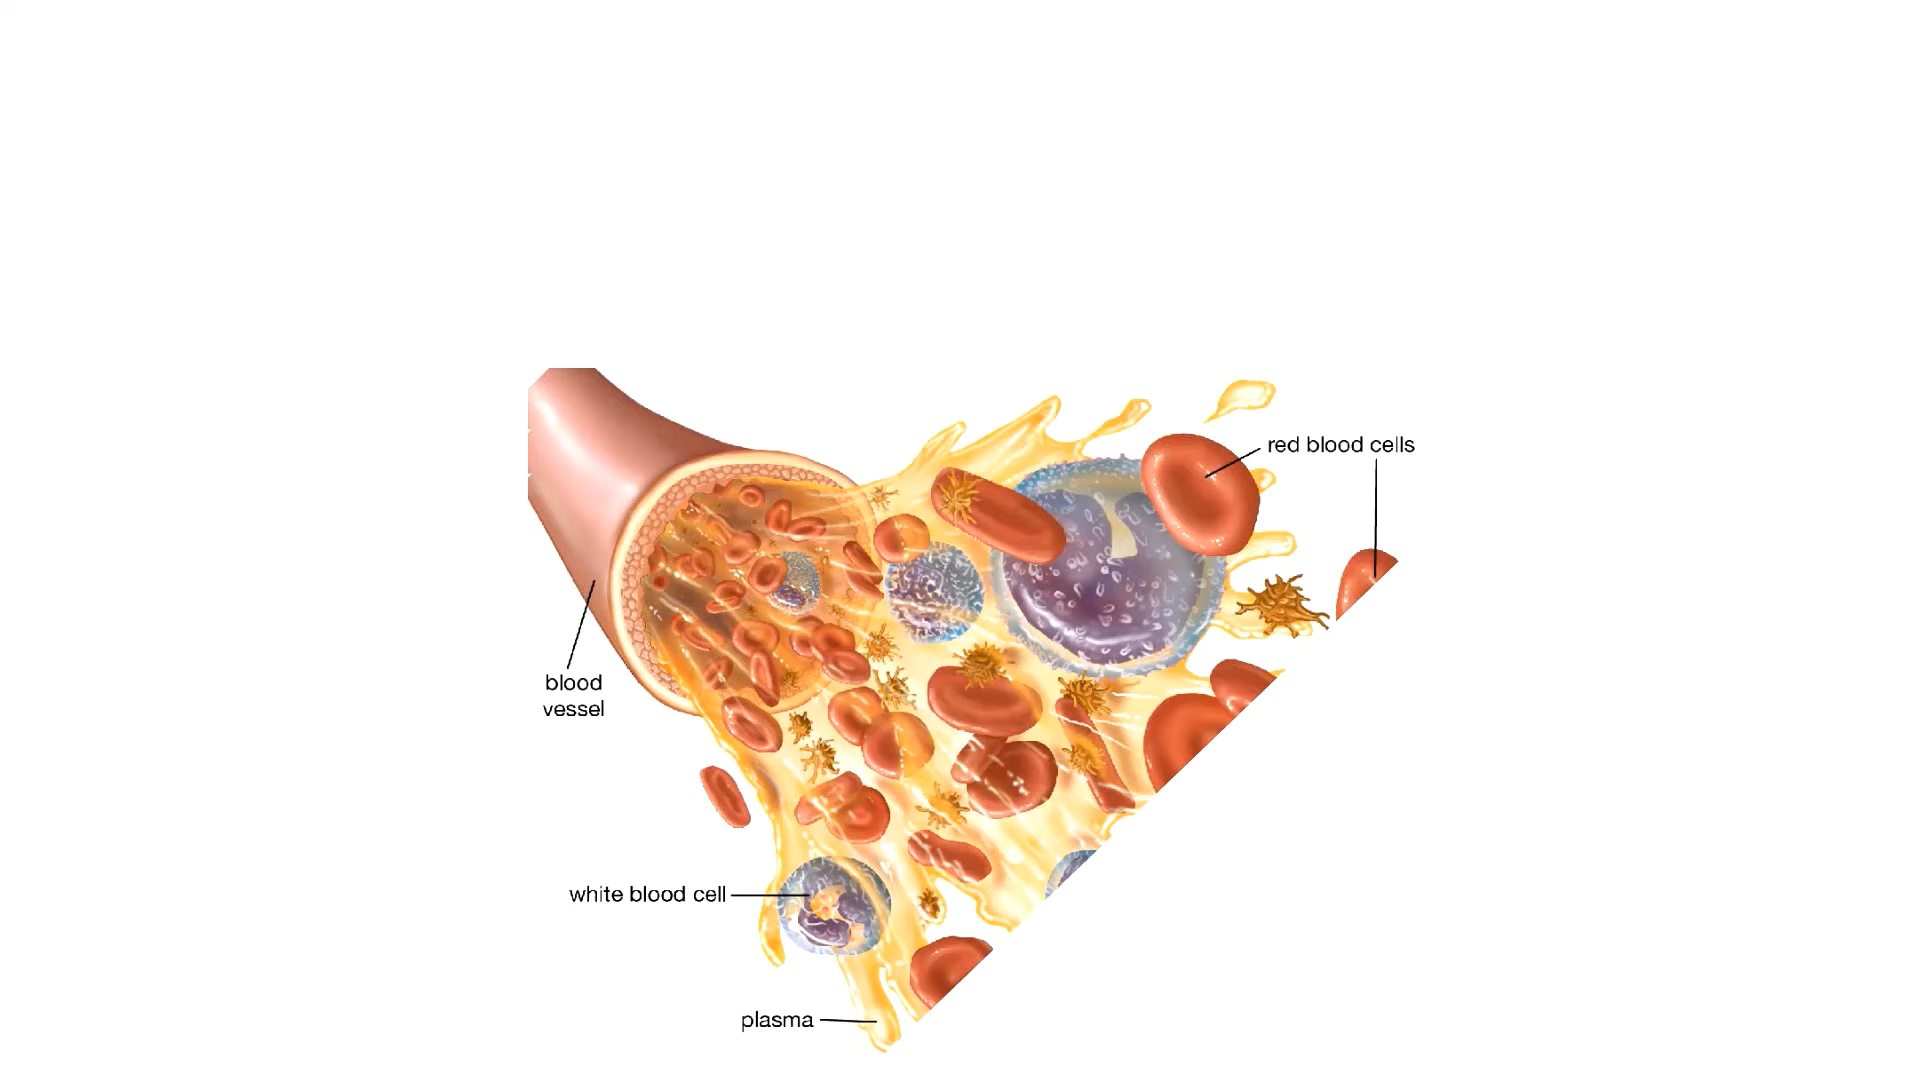 red blood cells
blood
vessel
white blood cell
plasma